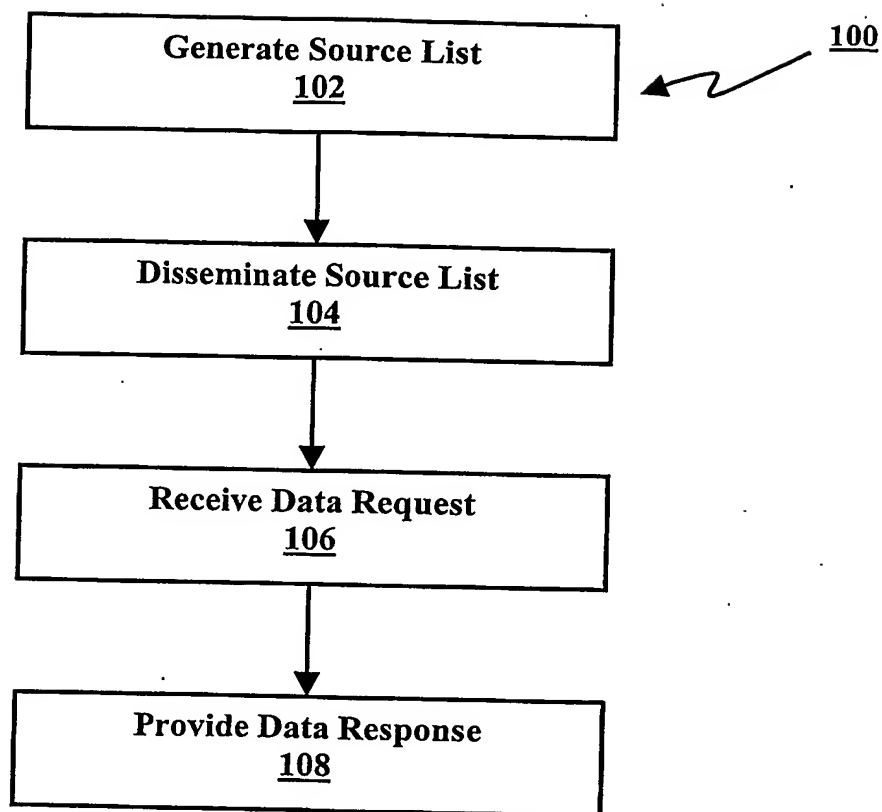 Generate Source List
102
100
Disseminate Source List
104
Receive Data Request
106
Provide Data Response
108